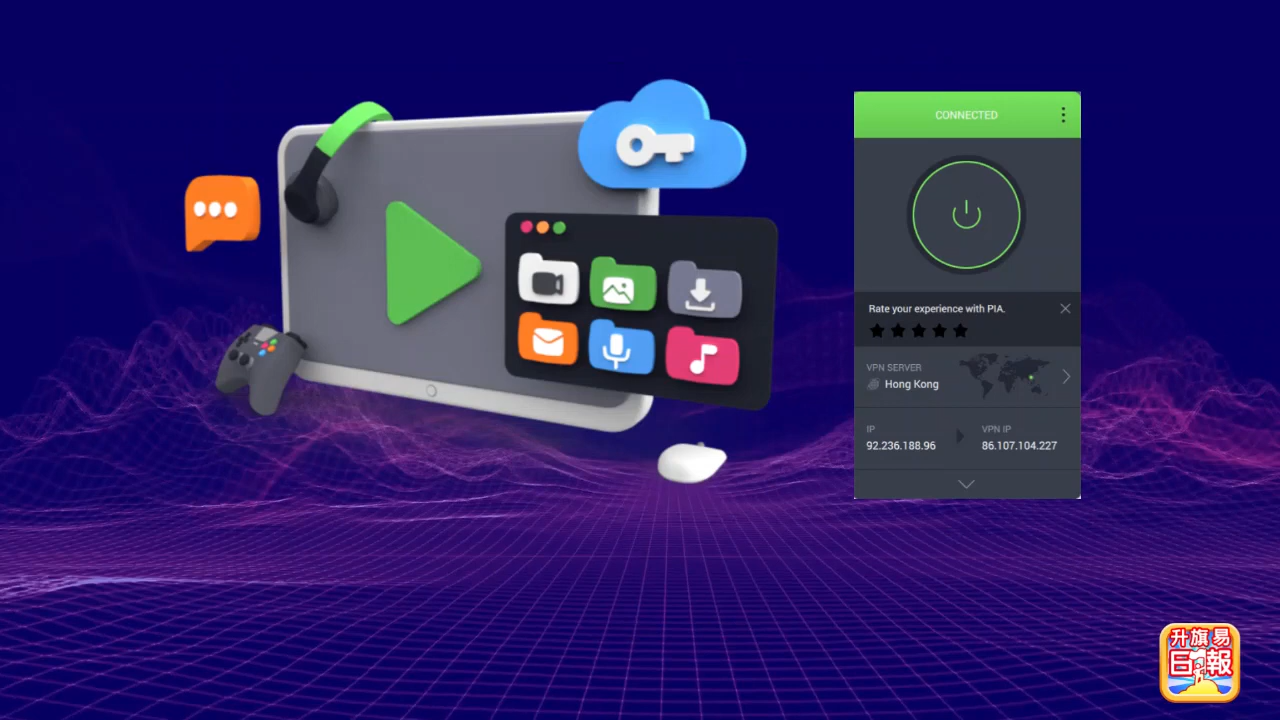 CONNECTED
Rate your experience with PIA.
VPN SERVER
Hong Kong
IP
VPN IP
92.236.188.96
86.107.104.227
升旗易
日報